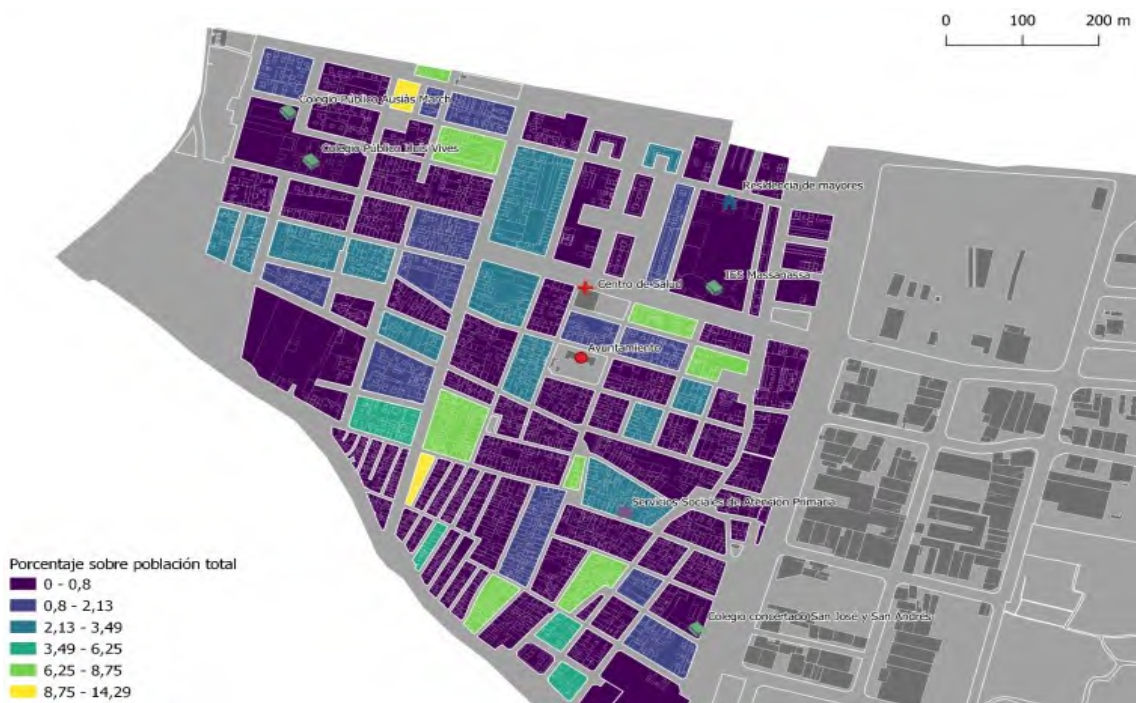 0 100 200 m
Colegio Público Ausiàs March
Colegio Público Lluís Vives
Residencia de mayores
IES Massanassa
Centro de Salud
Ayuntamiento
Servicios Sociales de Atención Primaria
Colegio concertado San José y San Andrés
Porcentaje sobre población total
0 - 0,8
0,8 - 2,13
2,13 - 3,49
3,49 - 6,25
6,25 - 8,75
8,75 - 14,29